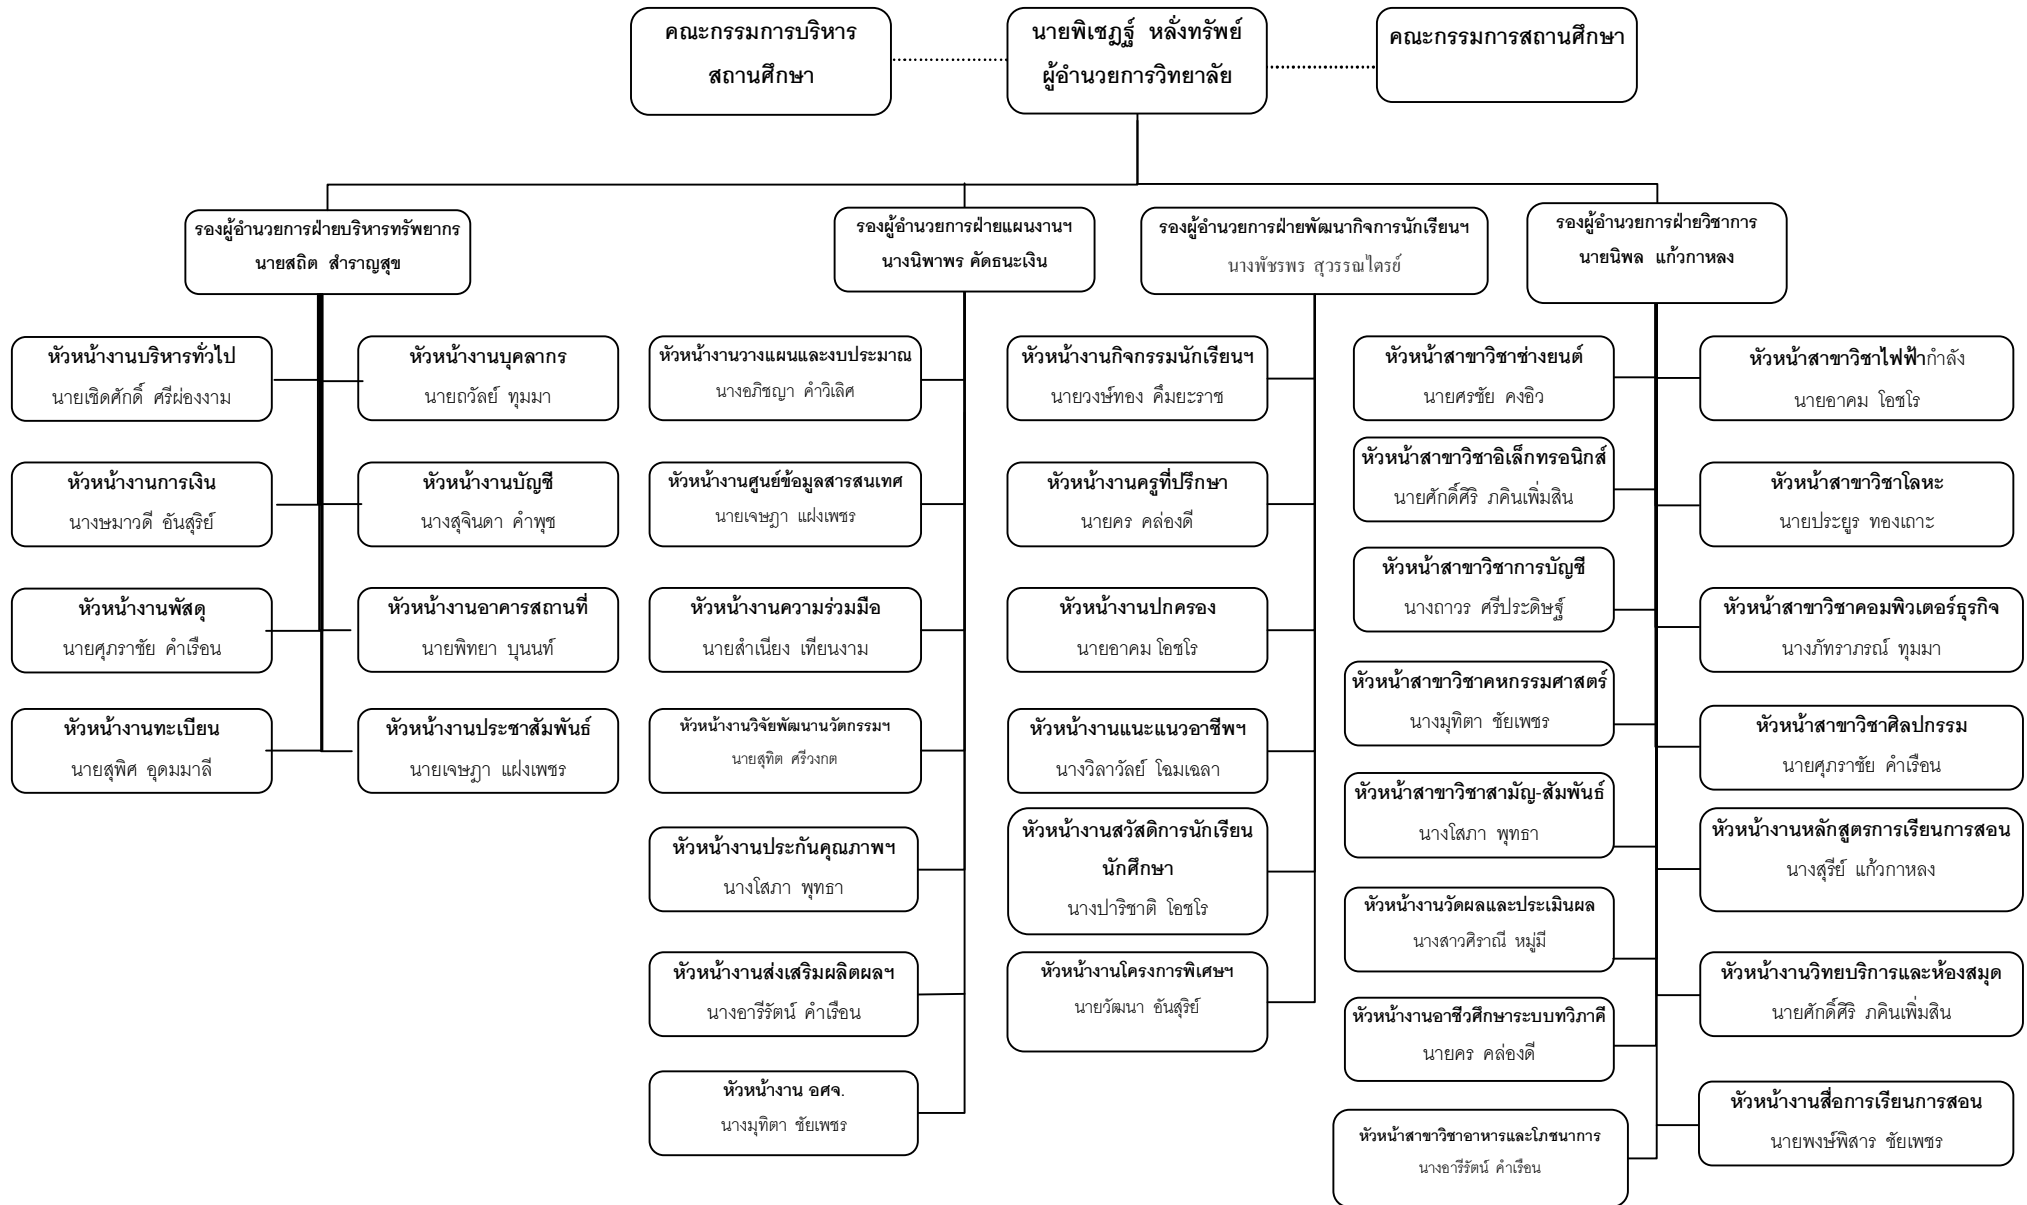 คณะกรรมการบริหาร
สถานศึกษา
นายพิเชฏฐ์ หลั่งทรัพย์
ผู้อำนวยการวิทยาลัย
คณะกรรมการสถานศึกษา
รองผู้อำนวยการฝ่ายบริหารทรัพยากร
นายสถิต สำราญสุข
รองผู้อำนวยการฝ่ายแผนงานฯ
นางนิพาพร คัดธนะเงิน
รองผู้อำนวยการฝ่ายพัฒนากิจการนักเรียนฯ
นางพัชรพร สุวรรณไตรย์
รองผู้อำนวยการฝ่ายวิชาการ
นายนิพล แก้วกาหลง
หัวหน้างานบริหารทั่วไป
นายเชิดศักดิ์ ศรีผ่องงาม
หัวหน้างานบุคลากร
นายถวัลย์ ทุมมา
หัวหน้างานการเงิน
นางษมาวดี อันสุริย์
หัวหน้างานบัญชี
นางสุจินดา คำพุช
หัวหน้างานพัสดุ
นายศุภราชัย คำเรือน
หัวหน้างานอาคารสถานที่
นายพิทยา บุนนท์
หัวหน้างานทะเบียน
นายสุพิศ อุดมมาลี
หัวหน้างานประชาสัมพันธ์
นายเจษฎา แฝงเพชร
หัวหน้างานวางแผนและงบประมาณ
นางอภิชญา คำวิเลิศ
หัวหน้างานศูนย์ข้อมูลสารสนเทศ
นายเจษฎา แฝงเพชร
หัวหน้างานความร่วมมือ
นายสำเนียง เทียนงาม
หัวหน้างานวิจัยพัฒนานวัตกรรมฯ
นายสุทิต ศรีวงกต
หัวหน้างานประกันคุณภาพฯ
นางโสภา พุทธา
หัวหน้างานส่งเสริมผลิตผลฯ
นางอารีรัตน์ คำเรือน
หัวหน้างาน อศจ.
นางมุทิตา ชัยเพชร
หัวหน้างานกิจกรรมนักเรียนฯ
นายวงษ์ทอง คึมยะราช
หัวหน้างานครูที่ปรึกษา
นายคร คล่องดี
หัวหน้างานปกครอง
นายอาคม โอชโร
หัวหน้างานแนะแนวอาชีพฯ
นางวิลาวัลย์ โฉมเฉลา
หัวหน้างานสวัสดิการนักเรียน
นักศึกษา
นางปาริชาติ โอชโร
หัวหน้างานโครงการพิเศษฯ
นายวัฒนา อันสุริย์
หัวหน้าสาขาวิชาช่างยนต์
นายศรชัย คงอิว
หัวหน้าสาขาวิชาไฟฟ้ากำลัง
นายอาคม โอชโร
หัวหน้าสาขาวิชาอิเล็กทรอนิกส์
นายศักดิ์ศิริ ภคินเพิ่มสิน
หัวหน้าสาขาวิชาโลหะ
นายประยูร ทองเถาะ
หัวหน้าสาขาวิชาการบัญชี
นางถาวร ศรีประดิษฐ์
หัวหน้าสาขาวิชาคอมพิวเตอร์ธุรกิจ
นางภัทราภรณ์ ทุมมา
หัวหน้าสาขาวิชาคหกรรมศาสตร์
นางมุทิตา ชัยเพชร
หัวหน้าสาขาวิชาศิลปกรรม
นายศุภราชัย คำเรือน
หัวหน้าสาขาวิชาสามัญ-สัมพันธ์
นางโสภา พุทธา
หัวหน้างานหลักสูตรการเรียนการสอน
นางสุรีย์ แก้วกาหลง
หัวหน้างานวัดผลและประเมินผล
นางสาวศิราณี หมู่มี
หัวหน้างานวิทยบริการและห้องสมุด
นายศักดิ์ศิริ ภคินเพิ่มสิน
หัวหน้างานอาชีวศึกษาระบบทวิภาคี
นายคร คล่องดี
หัวหน้างานสื่อการเรียนการสอน
นายพงษ์พิสาร ชัยเพชร
หัวหน้าสาขาวิชาอาหารและโภชนาการ
นางอารีรัตน์ คำเรือน